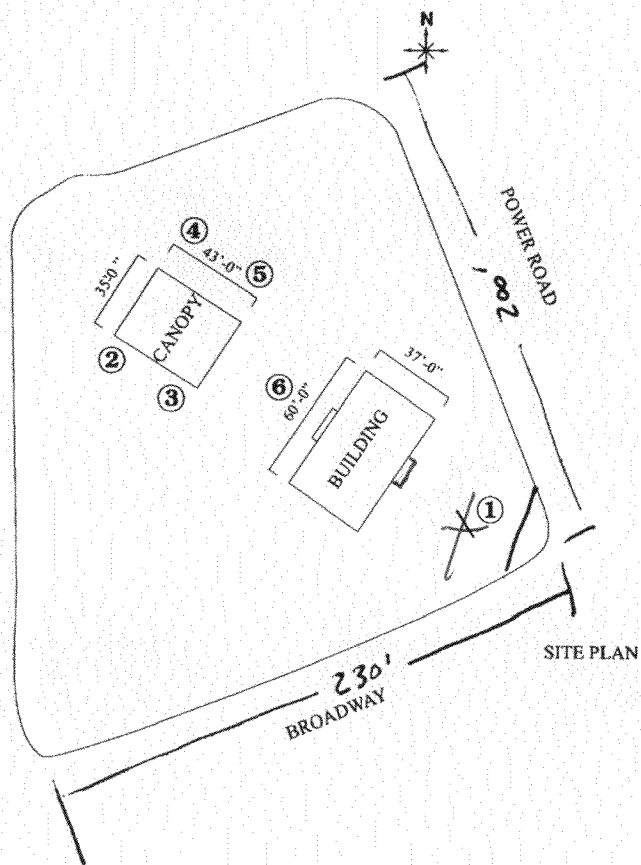 N
POWER ROAD
200'
④
43'-0"
⑤
35'-0"
CANOPY
②
③
⑥
60'-0"
37'-0"
BUILDING
①
SITE PLAN
230'
BROADWAY